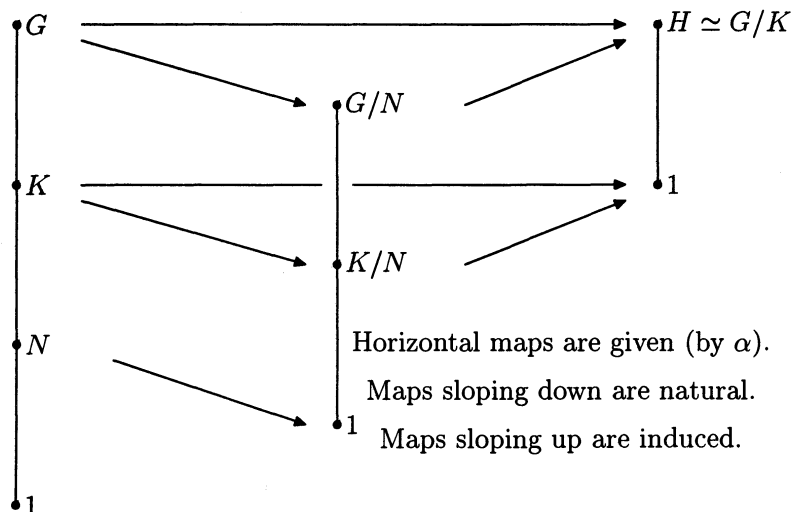 G
H ≃ G/K
G/N
K
1
K/N
N
Horizontal maps are given (by α).
Maps sloping down are natural.
1
Maps sloping up are induced.
1